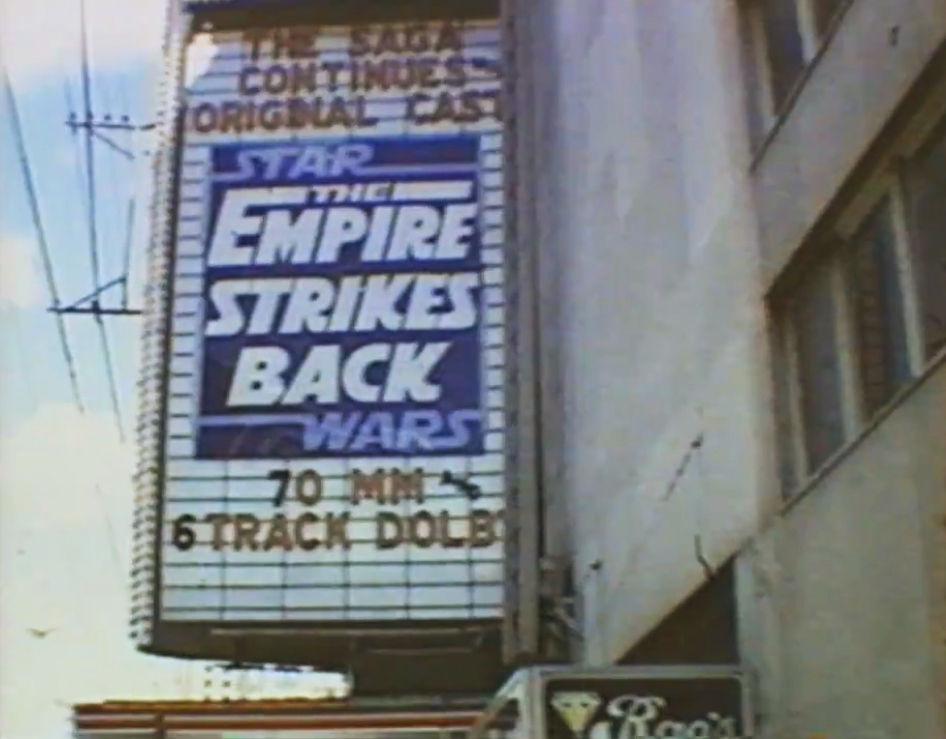 THE SAGA
CONTINUES
ORIGINAL CAST
STAR
THE
EMPIRE
STRIKES
BACK
WARS
70 MM
6 TRACK DOLB